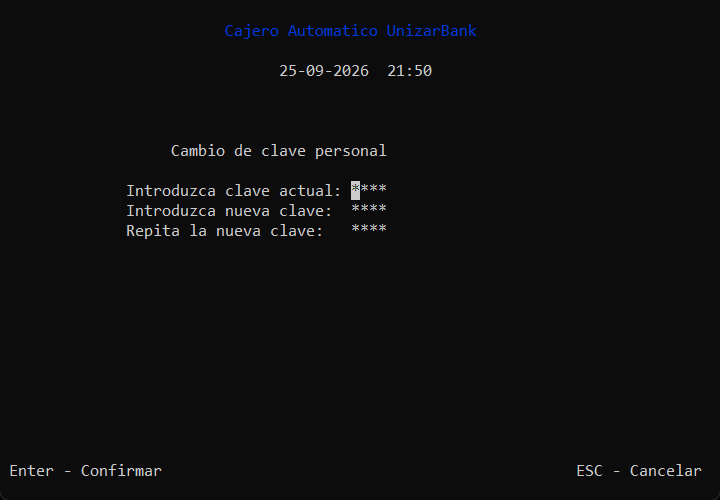 Cajero Automatico UnizarBank
25-09-2026 21:50
Cambio de clave personal
Introduzca clave actual: ****
Introduzca nueva clave: ****
Repita la nueva clave: ****
Enter - Confirmar
ESC - Cancelar